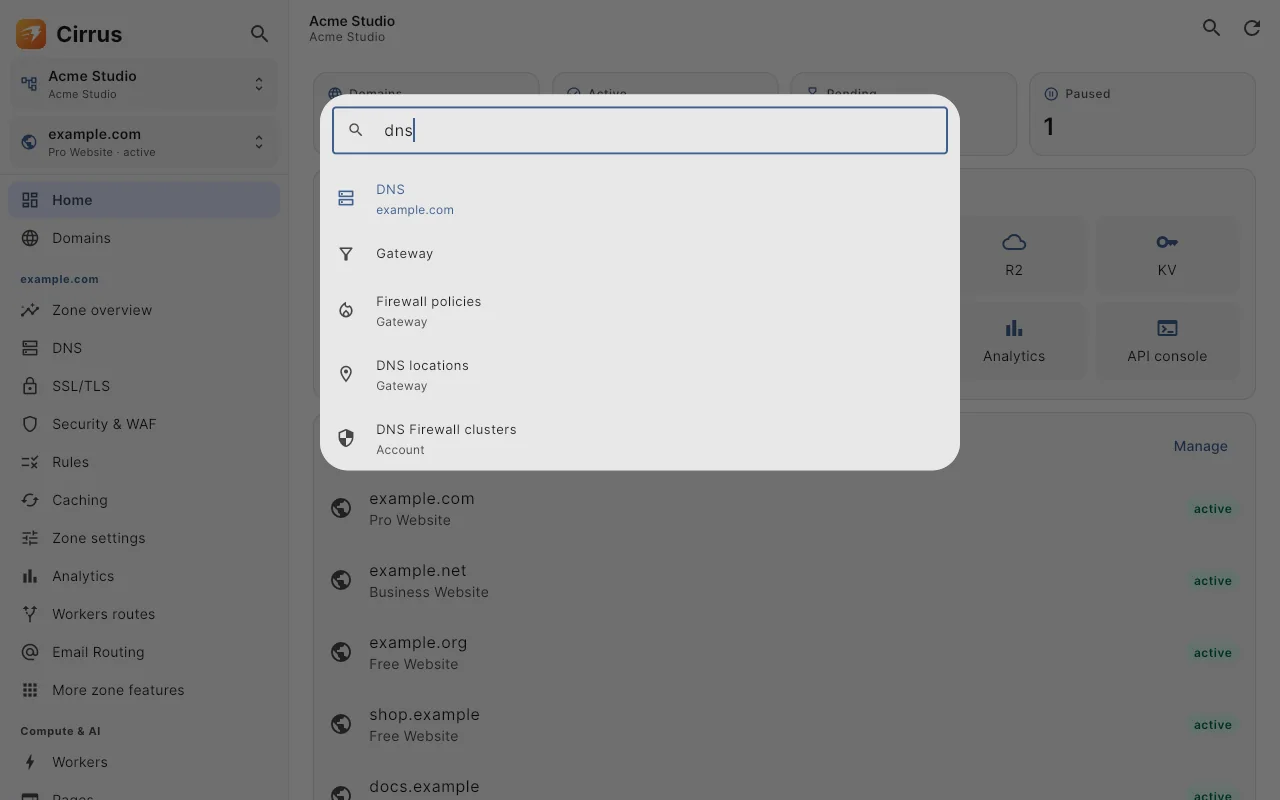 Cirrus
Acme Studio
Acme Studio
example.com
Pro Website · active
Home
Domains
example.com
Zone overview
DNS
SSL/TLS
Security & WAF
Rules
Caching
Zone settings
Analytics
Workers routes
Email Routing
More zone features
Compute & AI
Workers
Pages
Acme Studio
Acme Studio
Domains
Active
Pending
Paused
1
dns
DNS
example.com
Gateway
Firewall policies
Gateway
DNS locations
Gateway
DNS Firewall clusters
Account
R2
KV
Analytics
API console
Manage
example.com
Pro Website
active
example.net
Business Website
active
example.org
Free Website
active
shop.example
Free Website
active
docs.example
active